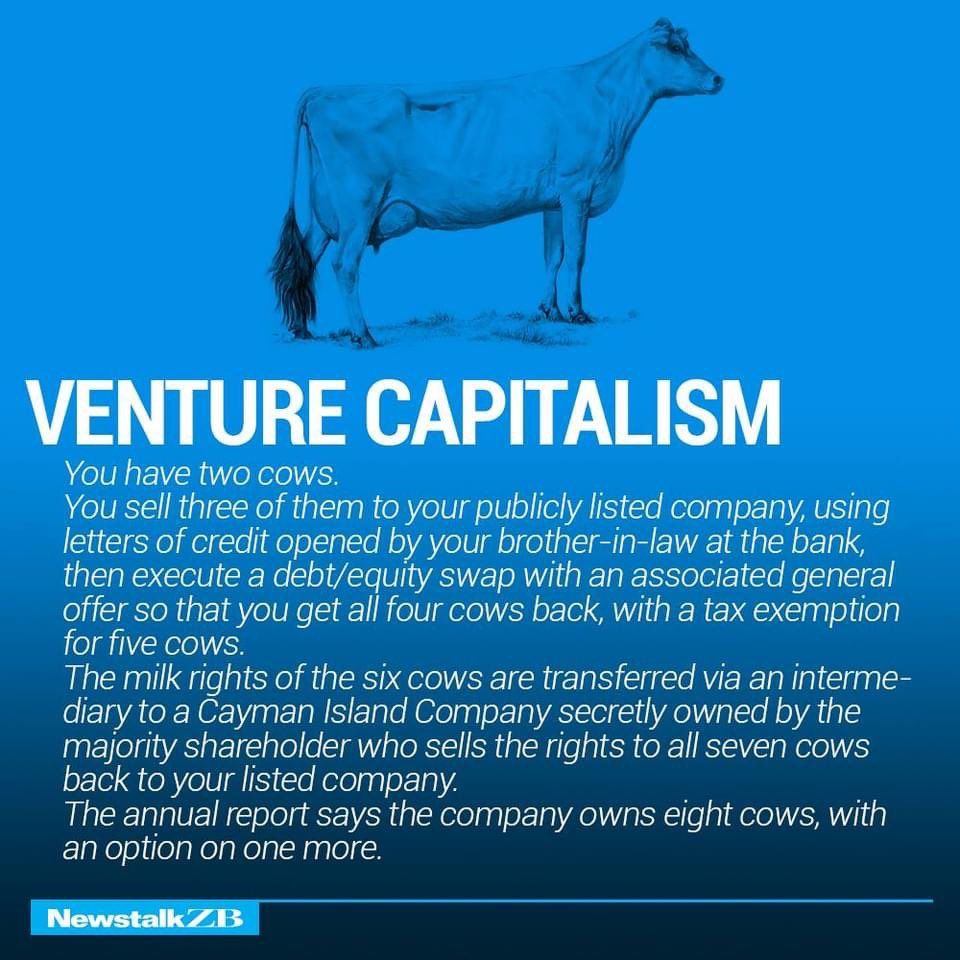 VENTURE CAPITALISM
You have two cows.
You sell three of them to your publicly listed company, using
letters of credit opened by your brother-in-law at the bank,
then execute a debt/equity swap with an associated general
offer so that you get all four cows back, with a tax exemption
for five cows.
The milk rights of the six cows are transferred via an interme-
diary to a Cayman Island Company secretly owned by the
majority shareholder who sells the rights to all seven cows
back to your listed company.
The annual report says the company owns eight cows, with
an option on one more.
NewstalkZB